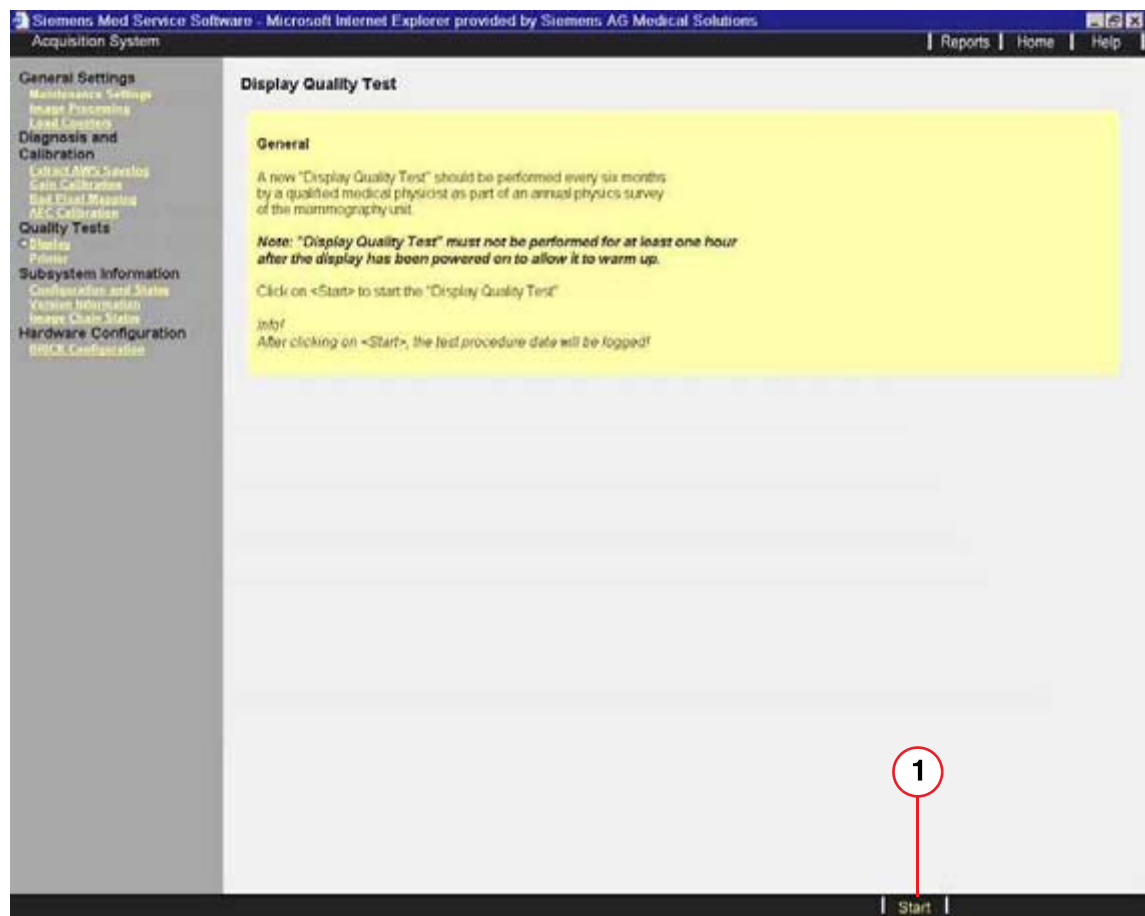 Siemens Med Service Software - Microsoft Internet Explorer provided by Siemens AG Medical Solutions
Acquisition System
Reports
Home
Help
General Settings
Maintenance Settings
Image Processing
Load Counters
Diagnosis and
Calibration
Extract AWS Savelog
Gain Calibration
Bad Pixel Mapping
AEC Calibration
Quality Tests
Display
Printer
Subsystem Information
Configuration and Status
Version Information
Image Chain Status
Hardware Configuration
BRICK Configuration
Display Quality Test
General
A new "Display Quality Test" should be performed every six months
by a qualified medical physicist as part of an annual physics survey
of the mammography unit.
Note: "Display Quality Test" must not be performed for at least one hour
after the display has been powered on to allow it to warm up.
Click on <Start> to start the "Display Quality Test"
Info!
After clicking on <Start>, the test procedure data will be logged!
1
Start